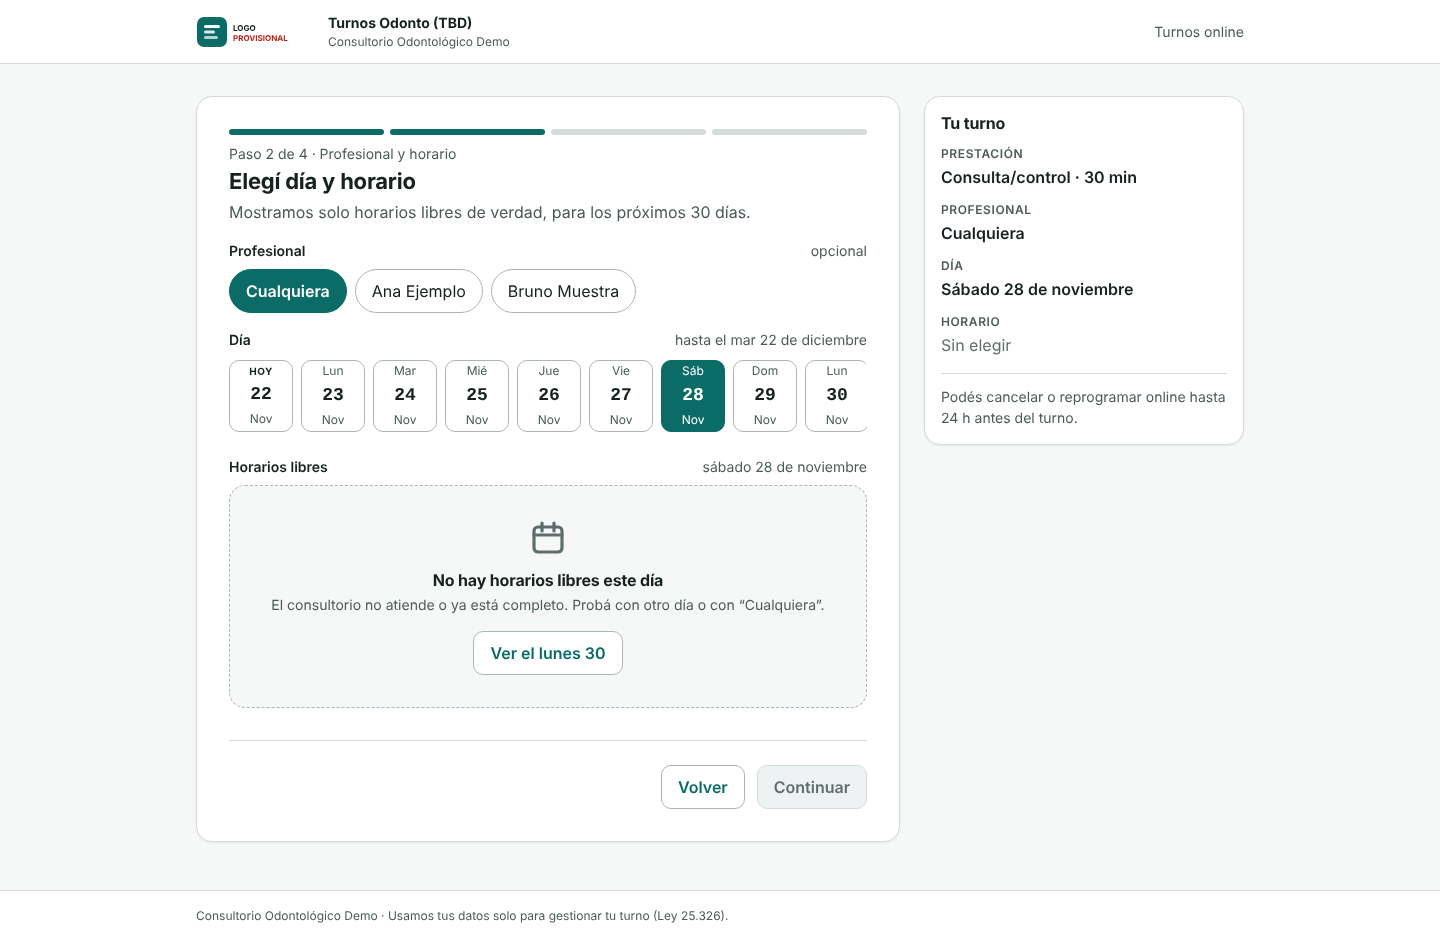 LOGO
PROVISIONAL
Turnos Odonto (TBD)
Consultorio Odontológico Demo
Turnos online
Paso 2 de 4 · Profesional y horario
Elegí día y horario
Mostramos solo horarios libres de verdad, para los próximos 30 días.
Profesional
opcional
Cualquiera
Ana Ejemplo
Bruno Muestra
Día
hasta el mar 22 de diciembre
HOY
22
Nov
Lun
23
Nov
Mar
24
Nov
Mié
25
Nov
Jue
26
Nov
Vie
27
Nov
Sáb
28
Nov
Dom
29
Nov
Lun
30
Nov
Horarios libres
sábado 28 de noviembre
No hay horarios libres este día
El consultorio no atiende o ya está completo. Probá con otro día o con “Cualquiera”.
Ver el lunes 30
Volver
Continuar
Tu turno
PRESTACIÓN
Consulta/control · 30 min
PROFESIONAL
Cualquiera
DÍA
Sábado 28 de noviembre
HORARIO
Sin elegir
Podés cancelar o reprogramar online hasta
24 h antes del turno.
Consultorio Odontológico Demo · Usamos tus datos solo para gestionar tu turno (Ley 25.326).